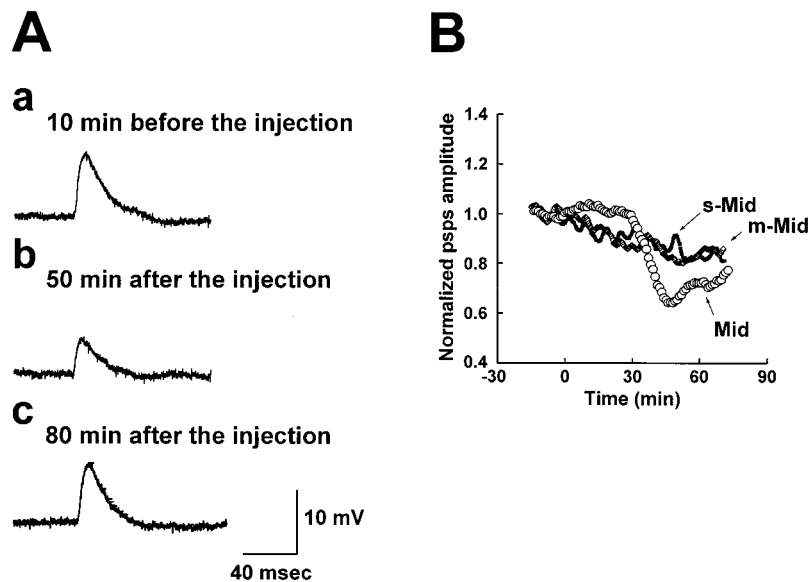 A
a
10 min before the injection
b
50 min after the injection
c
80 min after the injection
10 mV
40 msec
B
Normalized psps amplitude
1.4
1.2
1.0
0.8
0.6
0.4
s-Mid
m-Mid
Mid
-30
0
30
60
90
Time (min)